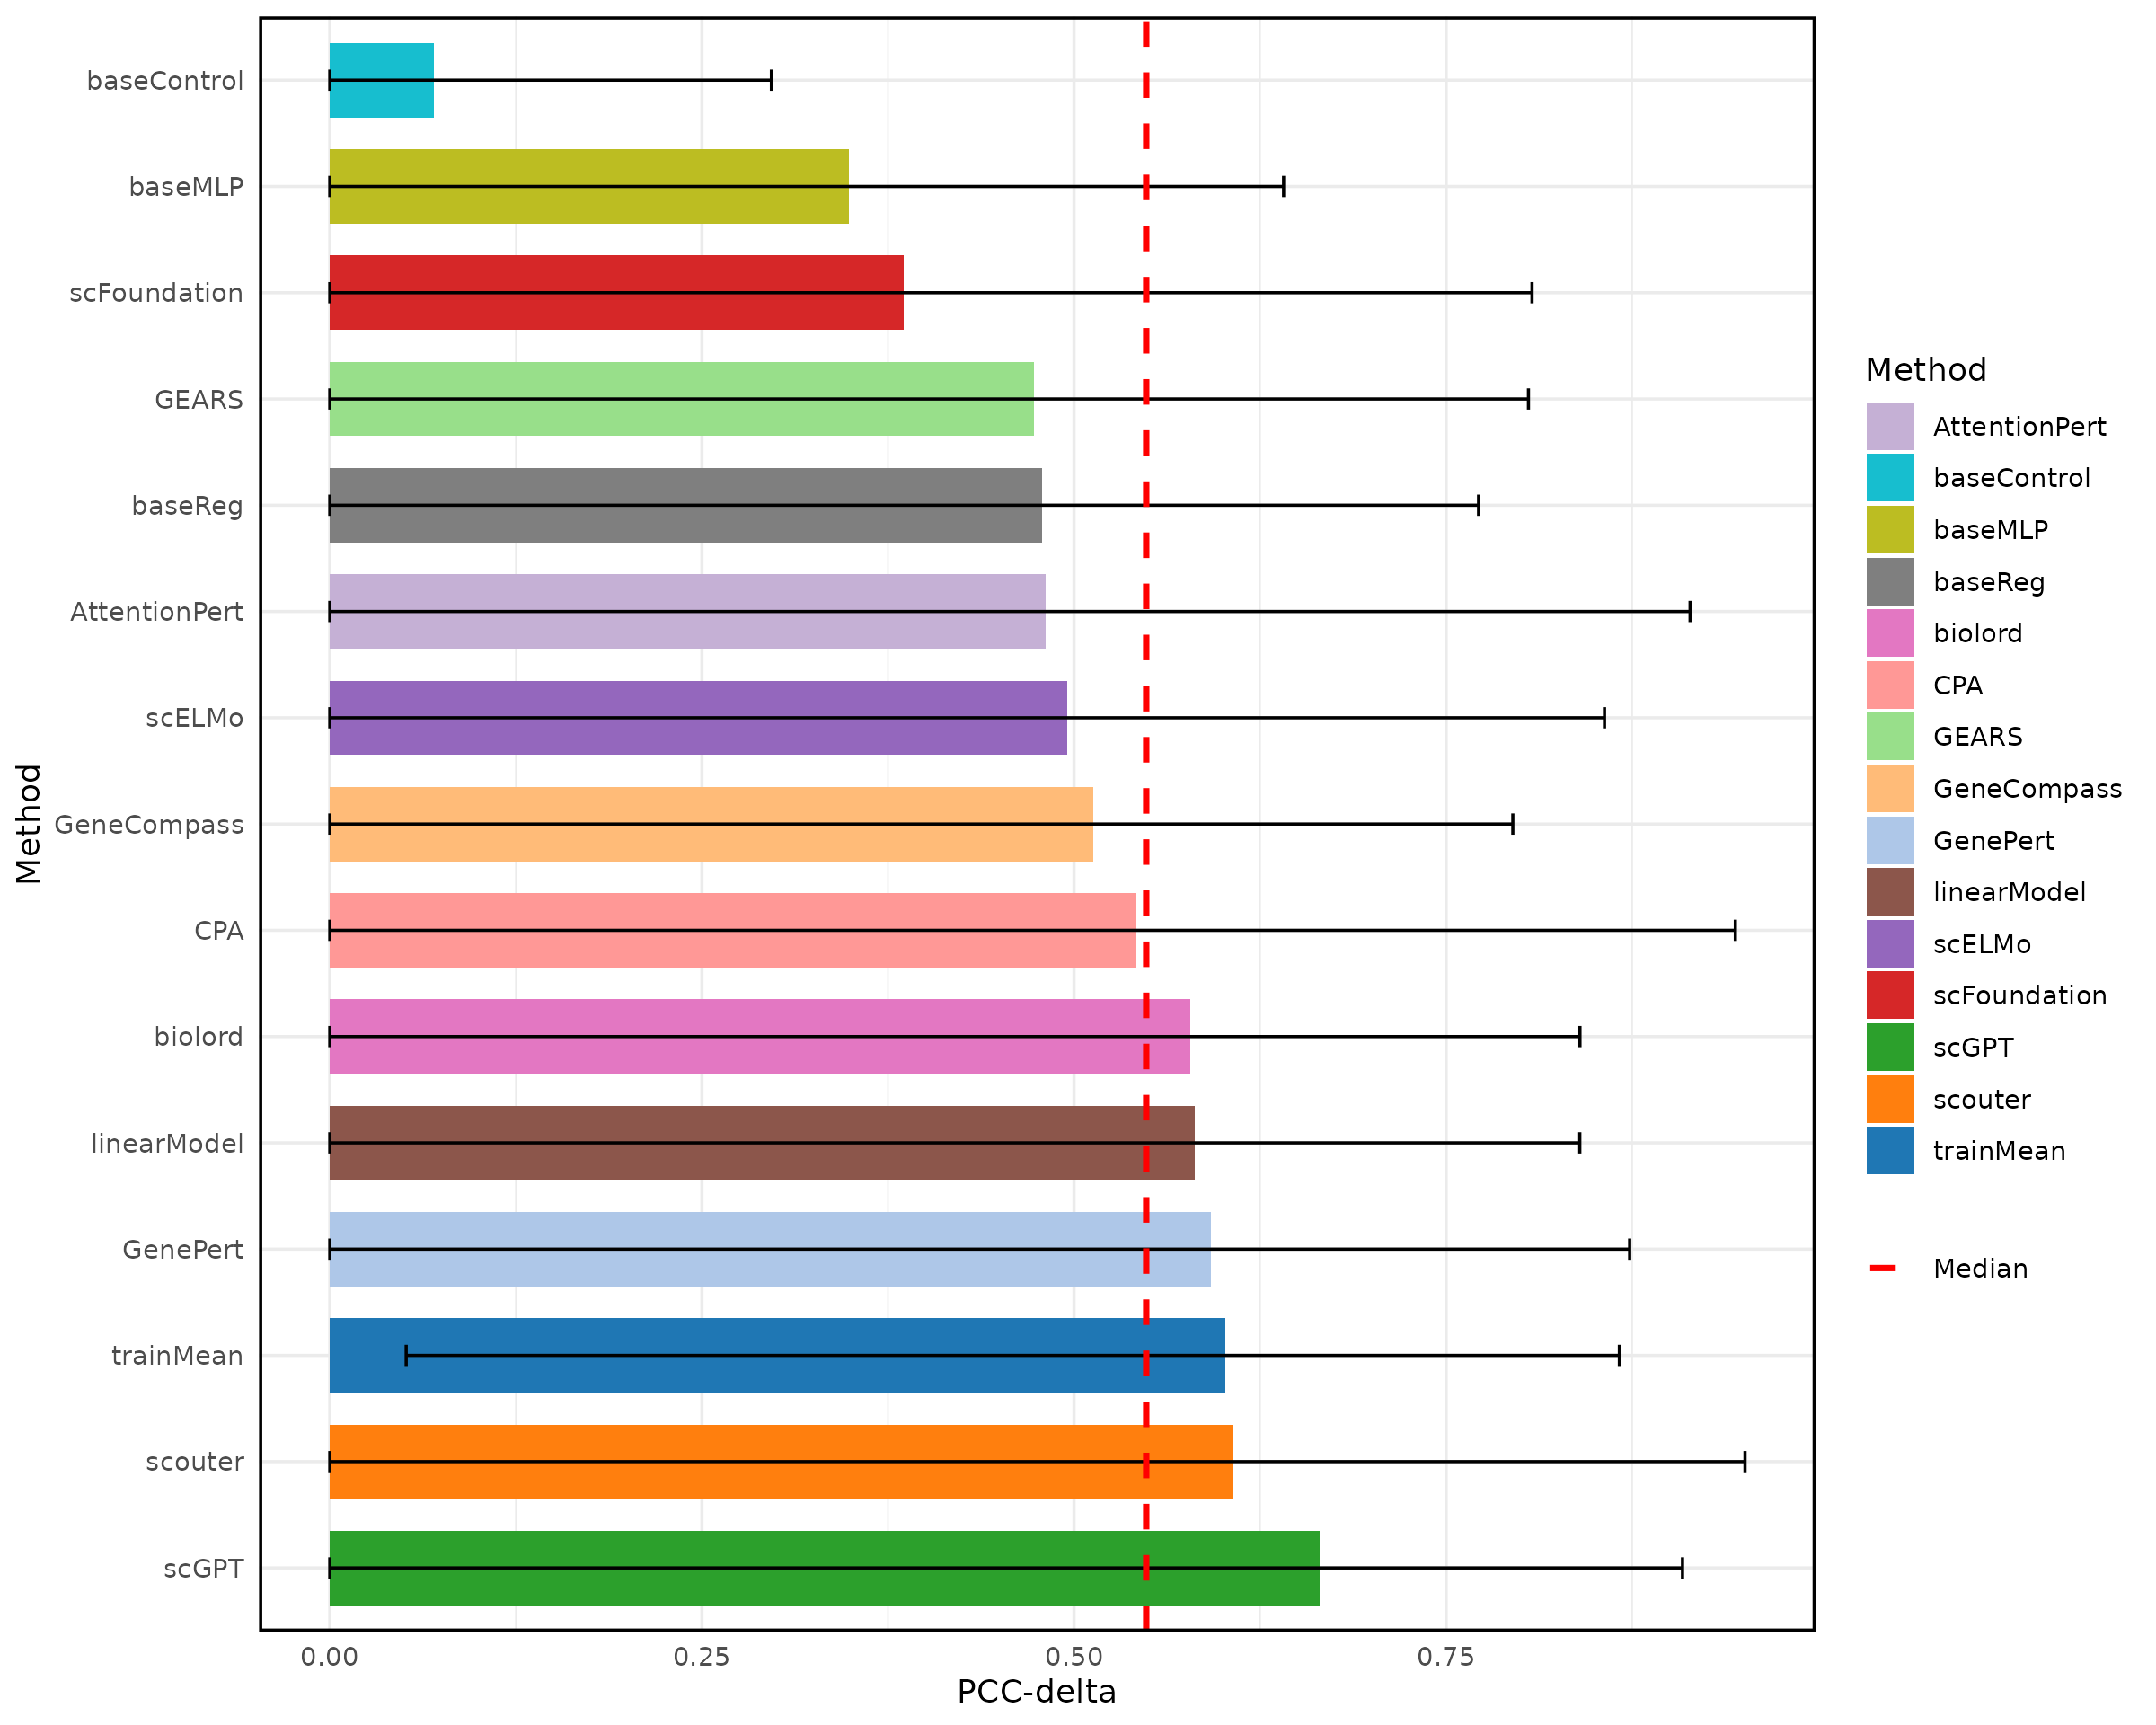 baseControl
baseMLP
scFoundation
GEARS
baseReg
AttentionPert
scELMo
GeneCompass
CPA
biolord
linearModel
GenePert
trainMean
scouter
scGPT
Method
0.00 0.25 0.50 0.75
PCC-delta
Method
AttentionPert
baseControl
baseMLP
baseReg
biolord
CPA
GEARS
GeneCompass
GenePert
linearModel
scELMo
scFoundation
scGPT
scouter
trainMean
Median